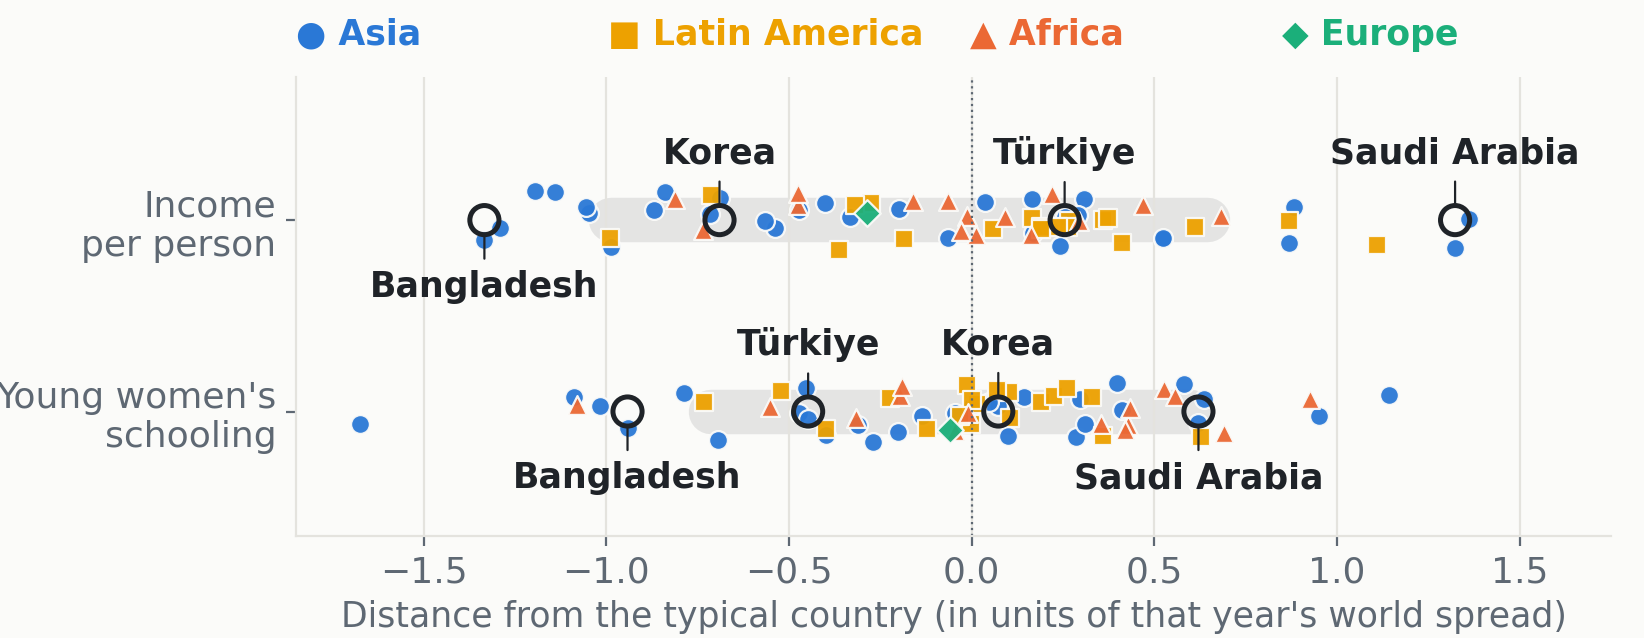 Asia Latin America Africa Europe
Korea Türkiye Saudi Arabia
Income
per person
Bangladesh
Türkiye Korea
Young women's
schooling
Bangladesh Saudi Arabia
−1.5 −1.0 −0.5 0.0 0.5 1.0 1.5
Distance from the typical country (in units of that year's world spread)